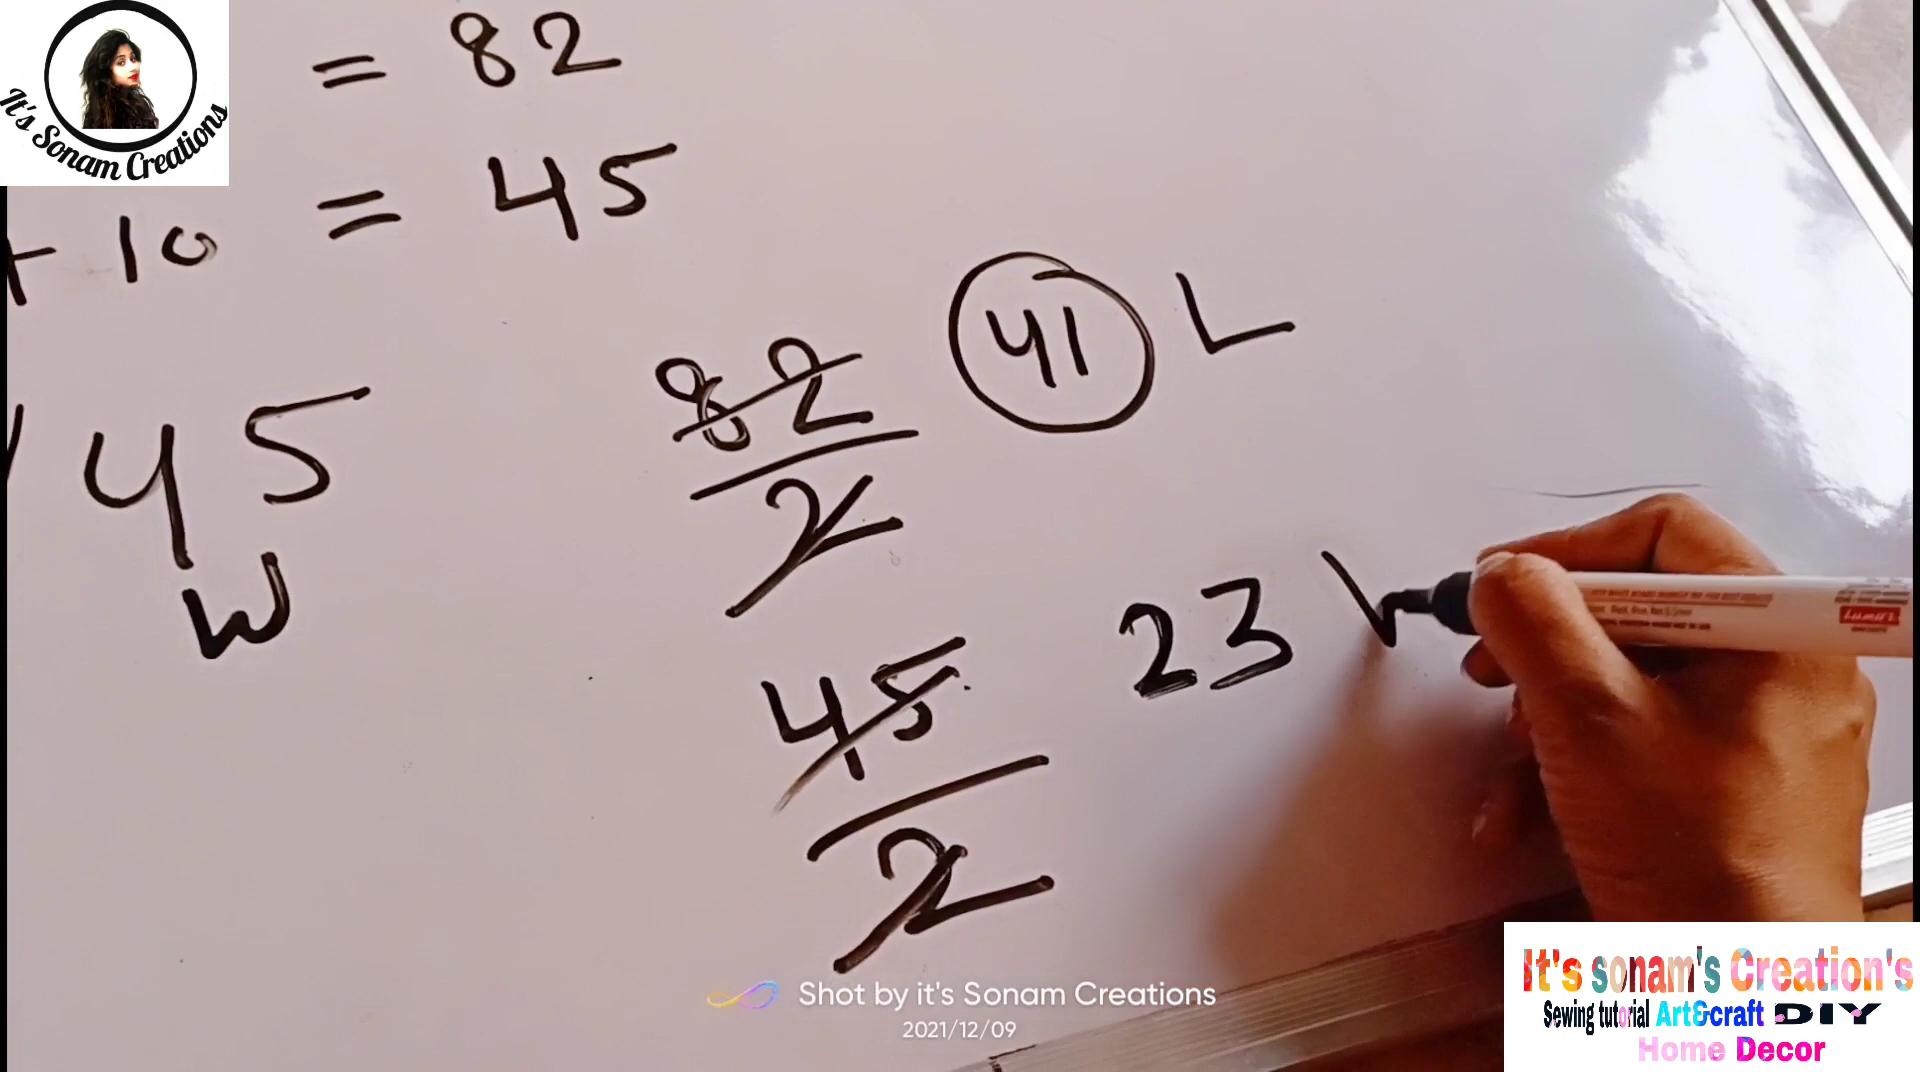 It's Sonam Creations
= 82
+ 10 = 45
45
W
82
2
41 L
45
2
23
Shot by it's Sonam Creations
2021/12/09
It's sonam's Creation's
Sewing tutorial Art&craft DIY
Home Decor